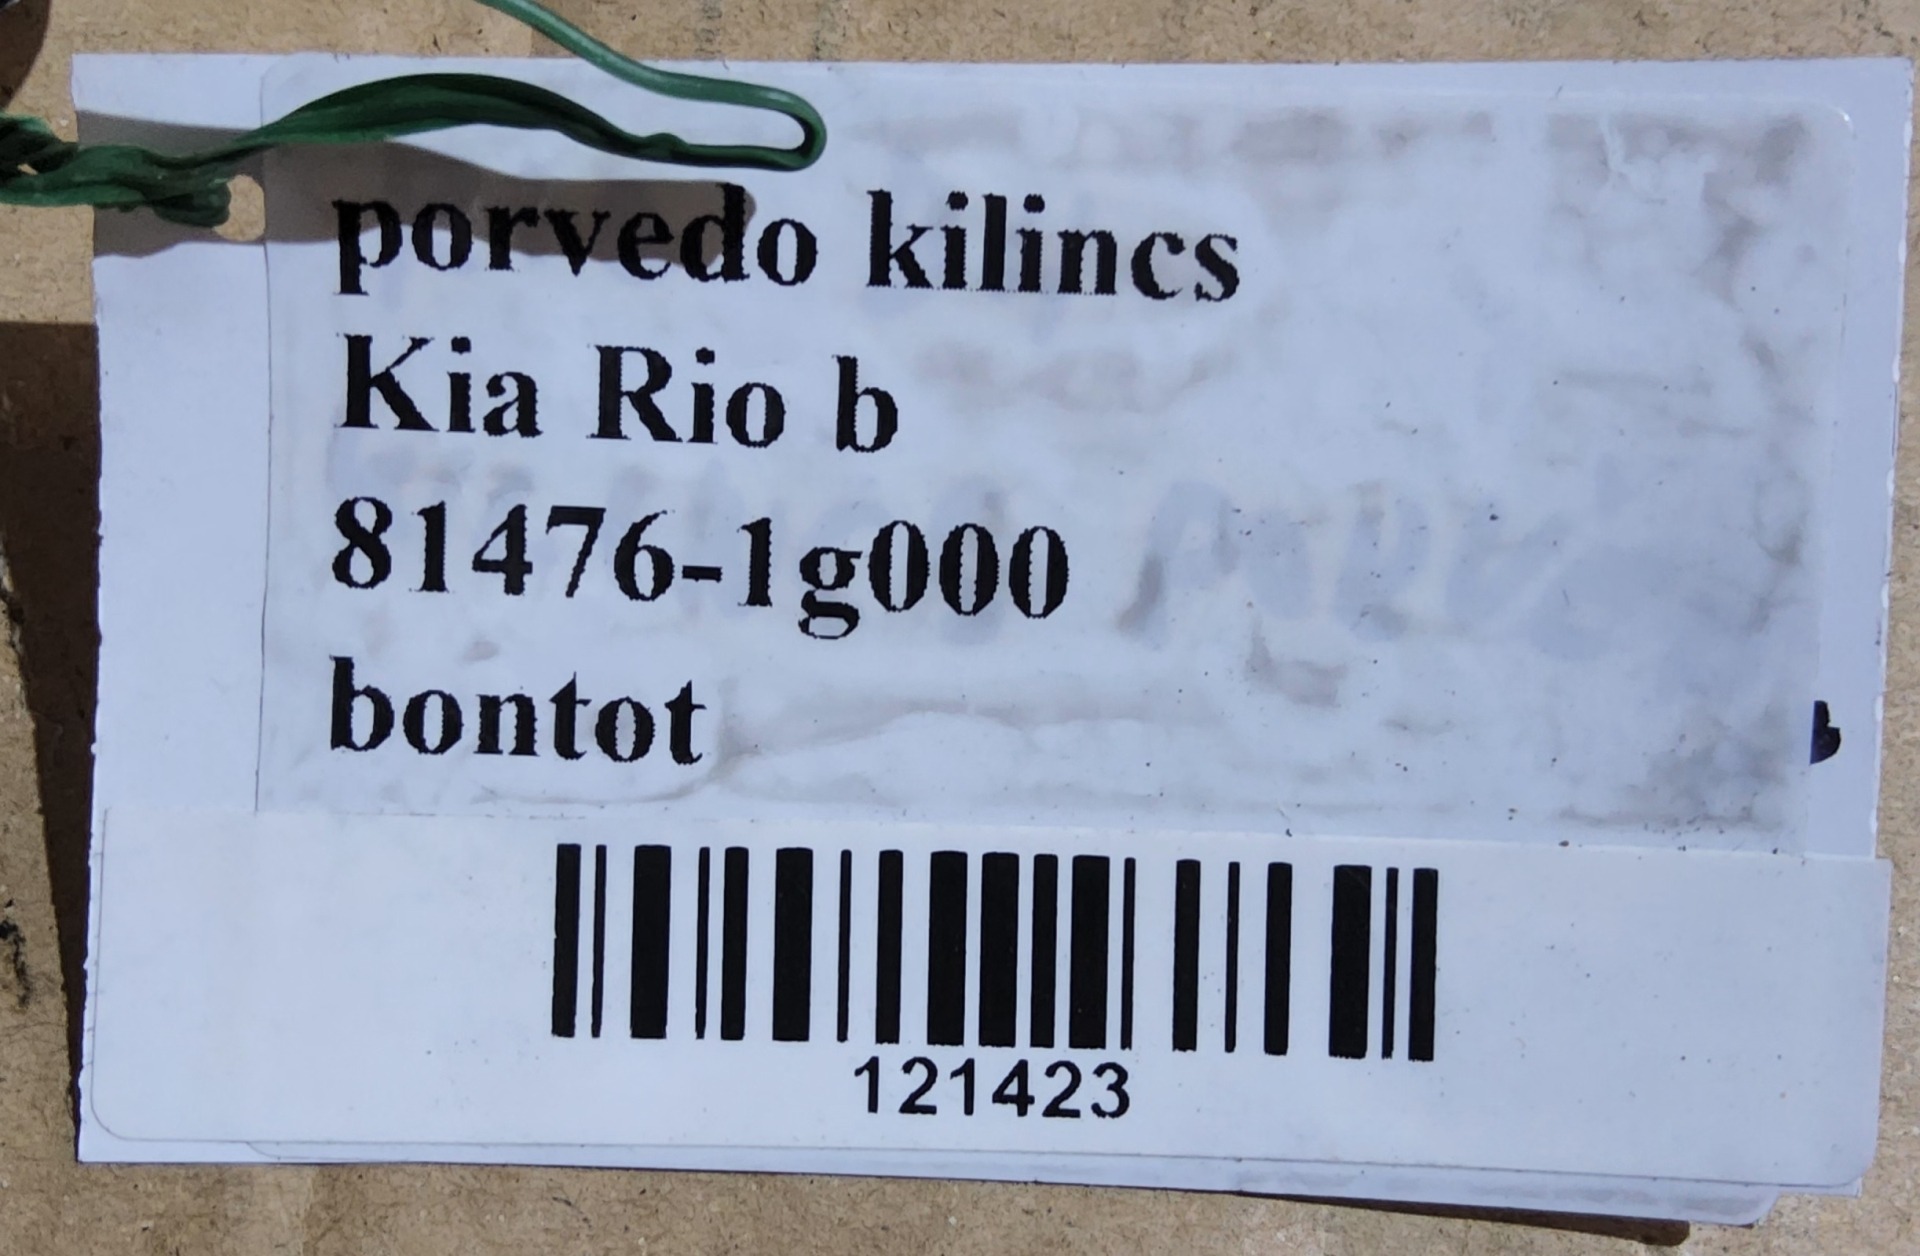 porvedo kilincs
Kia Rio b
81476-1g000
bontot
121423